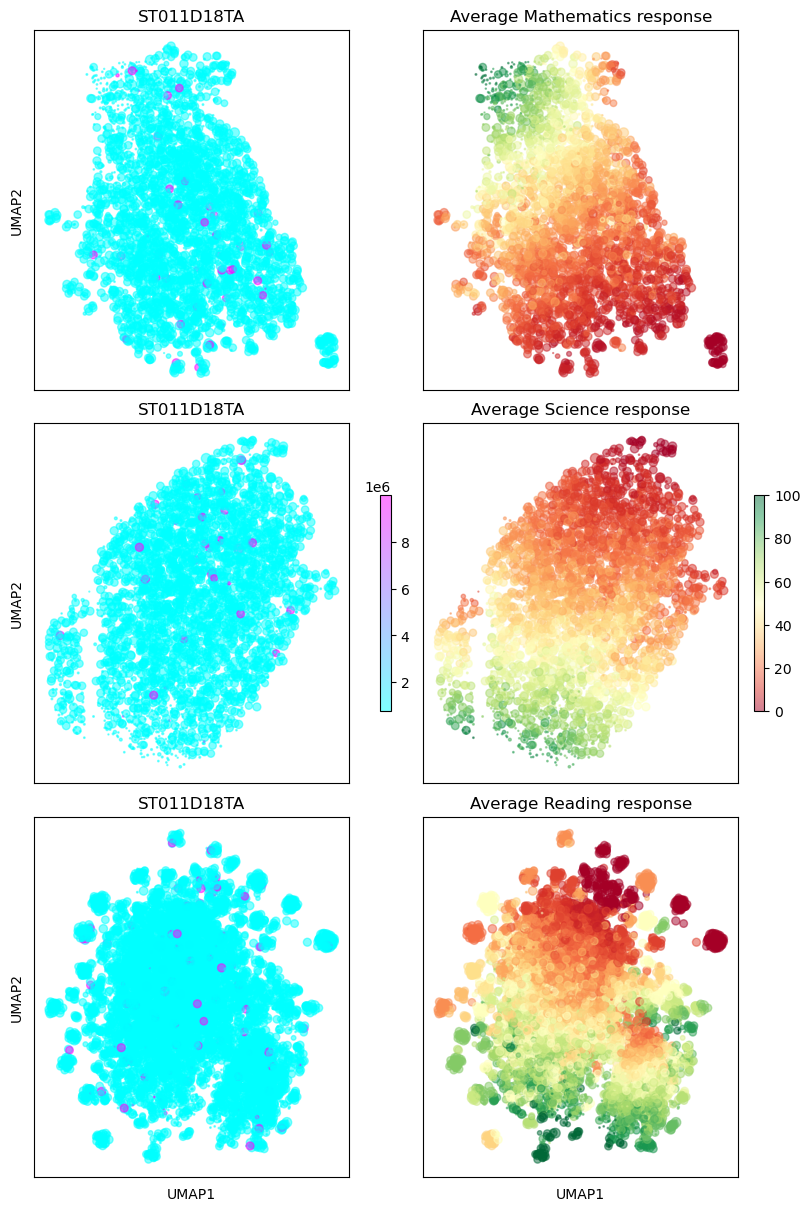 ST011D18TA
Average Mathematics response
UMAP2
ST011D18TA
Average Science response
UMAP2
1e6
8
6
4
2
100
80
60
40
20
0
ST011D18TA
Average Reading response
UMAP2
UMAP1
UMAP1